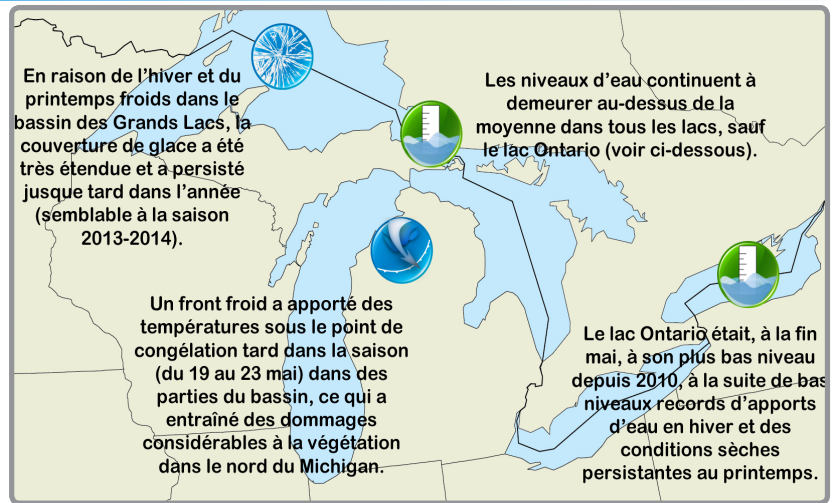 En raison de l'hiver et du
printemps froids dans le
bassin des Grands Lacs, la
couverture de glace a été
très étendue et a persisté
jusque tard dans l'année
(semblable à la saison
2013-2014).
Les niveaux d'eau continuent à
demeurer au-dessus de la
moyenne dans tous les lacs, sauf
le lac Ontario (voir ci-dessous).
Un front froid a apporté des
températures sous le point de
congélation tard dans la saison
(du 19 au 23 mai) dans des
parties du bassin, ce qui a
entraîné des dommages
considérables à la végétation
dans le nord du Michigan.
Le lac Ontario était, à la fin
mai, à son plus bas niveau
depuis 2010, à la suite de bas
niveaux records d'apports
d'eau en hiver et des
conditions sèches
persistantes au printemps.